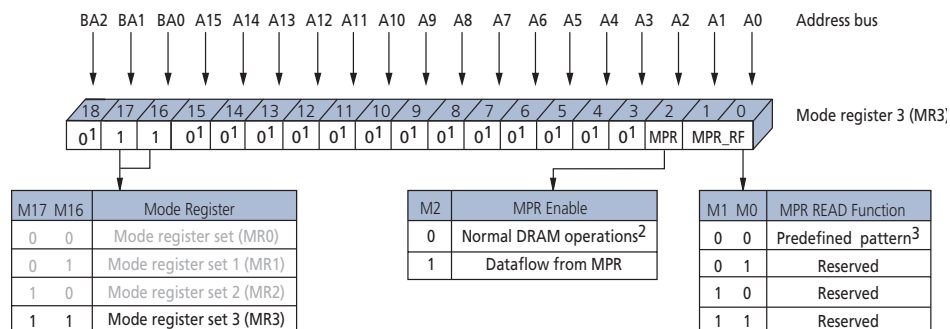 BA2 BA1 BA0 A15 A14 A13 A12 A11 A10 A9 A8 A7 A6 A5 A4 A3 A2 A1 A0 Address bus
18 17 16 15 14 13 12 11 10 9 8 7 6 5 4 3 2 1 0
Mode register 3 (MR3)
0¹ 1 1 0¹ 0¹ 0¹ 0¹ 0¹ 0¹ 0¹ 0¹ 0¹ 0¹ 0¹ 0¹ 0¹ MPR MPR_RF
M17 M16 Mode Register
0 0 Mode register set (MR0)
0 1 Mode register set 1 (MR1)
1 0 Mode register set 2 (MR2)
1 1 Mode register set 3 (MR3)
M2 MPR Enable
0 Normal DRAM operations²
1 Dataflow from MPR
M1 M0 MPR READ Function
0 0 Predefined pattern³
0 1 Reserved
1 0 Reserved
1 1 Reserved